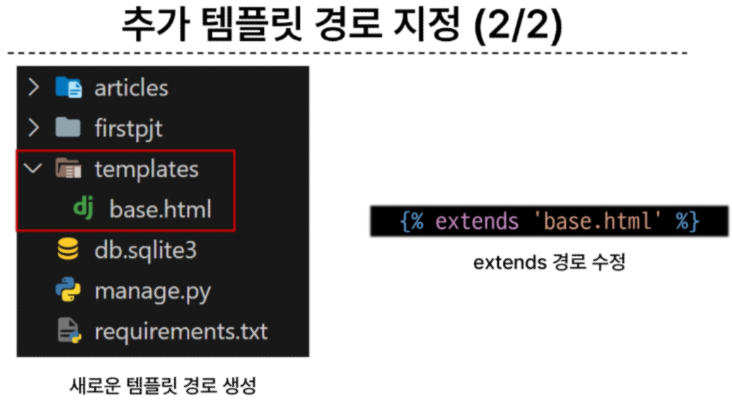 추가 템플릿 경로 지정 (2/2)
articles
firstpjt
templates
dj base.html
db.sqlite3
manage.py
requirements.txt
새로운 템플릿 경로 생성
{% extends 'base.html' %}
extends 경로 수정